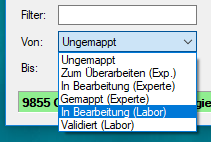 Filter:
Von: Ungemappt
Bis:
Ungemappt
Zum Überarbeiten (Exp.)
In Bearbeitung (Experte)
Gemappt (Experte)
In Bearbeitung (Labor)
Validiert (Labor)
9855